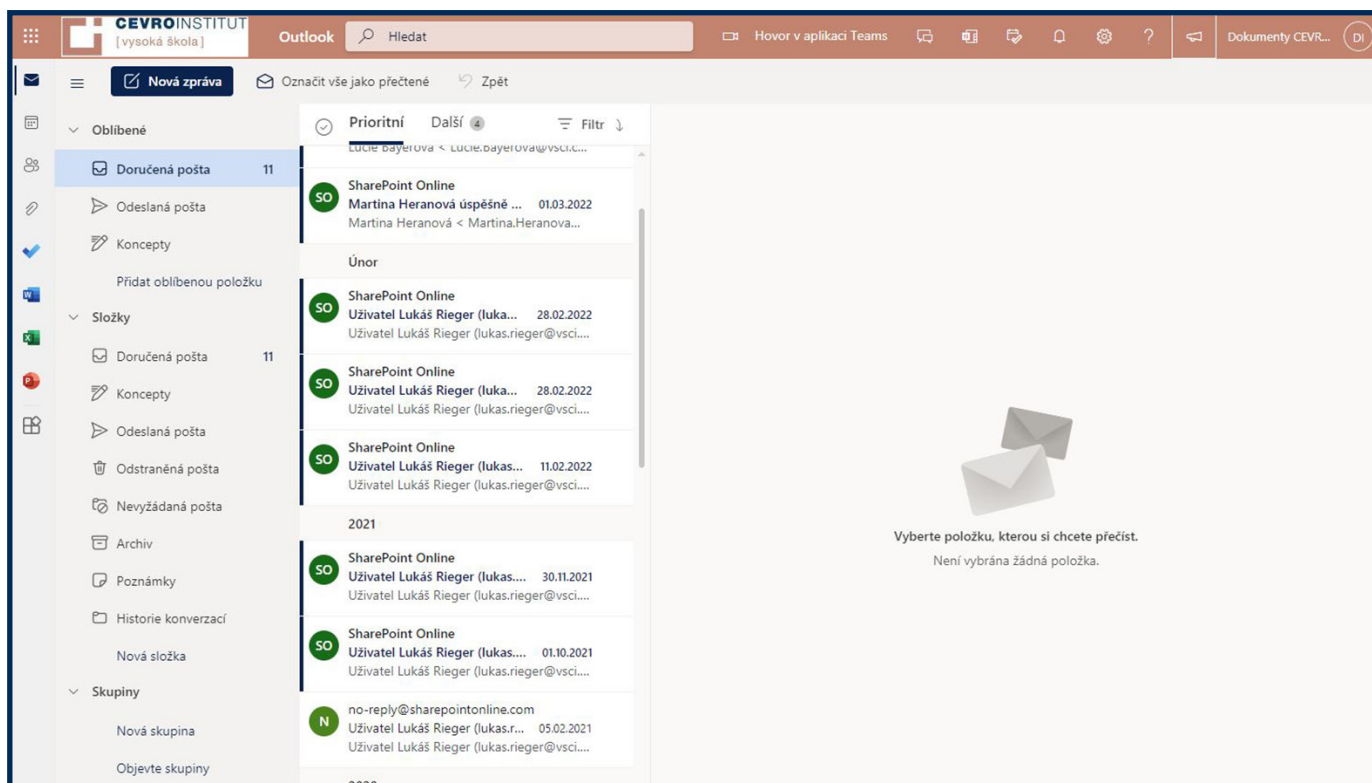 CEVROINSTITUT
[vysoká škola]
Outlook
Hledat
Hovor v aplikaci Teams
Dokumenty CEVR...
DI
Nová zpráva
Označit vše jako přečtené
Zpět
Oblíbené
Doručená pošta 11
Odeslaná pošta
Koncepty
Přidat oblíbenou položku
Složky
Doručená pošta 11
Koncepty
Odeslaná pošta
Odstraněná pošta
Nevyžádaná pošta
Archiv
Poznámky
Historie konverzací
Nová složka
Skupiny
Nová skupina
Objevte skupiny
Prioritní
Další 4
Filtr
Lucie Bayerová < Lucie.Bayerova@vsci.c...
SO
SharePoint Online
Martina Heranová úspěšně ... 01.03.2022
Martina Heranová < Martina.Heranova...
Únor
SO
SharePoint Online
Uživatel Lukáš Rieger (luka... 28.02.2022
Uživatel Lukáš Rieger (lukas.rieger@vsci....
SO
SharePoint Online
Uživatel Lukáš Rieger (luka... 28.02.2022
Uživatel Lukáš Rieger (lukas.rieger@vsci....
SO
SharePoint Online
Uživatel Lukáš Rieger (lukas... 11.02.2022
Uživatel Lukáš Rieger (lukas.rieger@vsci....
2021
SO
SharePoint Online
Uživatel Lukáš Rieger (lukas.... 30.11.2021
Uživatel Lukáš Rieger (lukas.rieger@vsci....
SO
SharePoint Online
Uživatel Lukáš Rieger (lukas.... 01.10.2021
Uživatel Lukáš Rieger (lukas.rieger@vsci....
N
no-reply@sharepointonline.com
Uživatel Lukáš Rieger (lukas.r... 05.02.2021
Uživatel Lukáš Rieger (lukas.rieger@vsci....
Vyberte položku, kterou si chcete přečíst.
Není vybrána žádná položka.